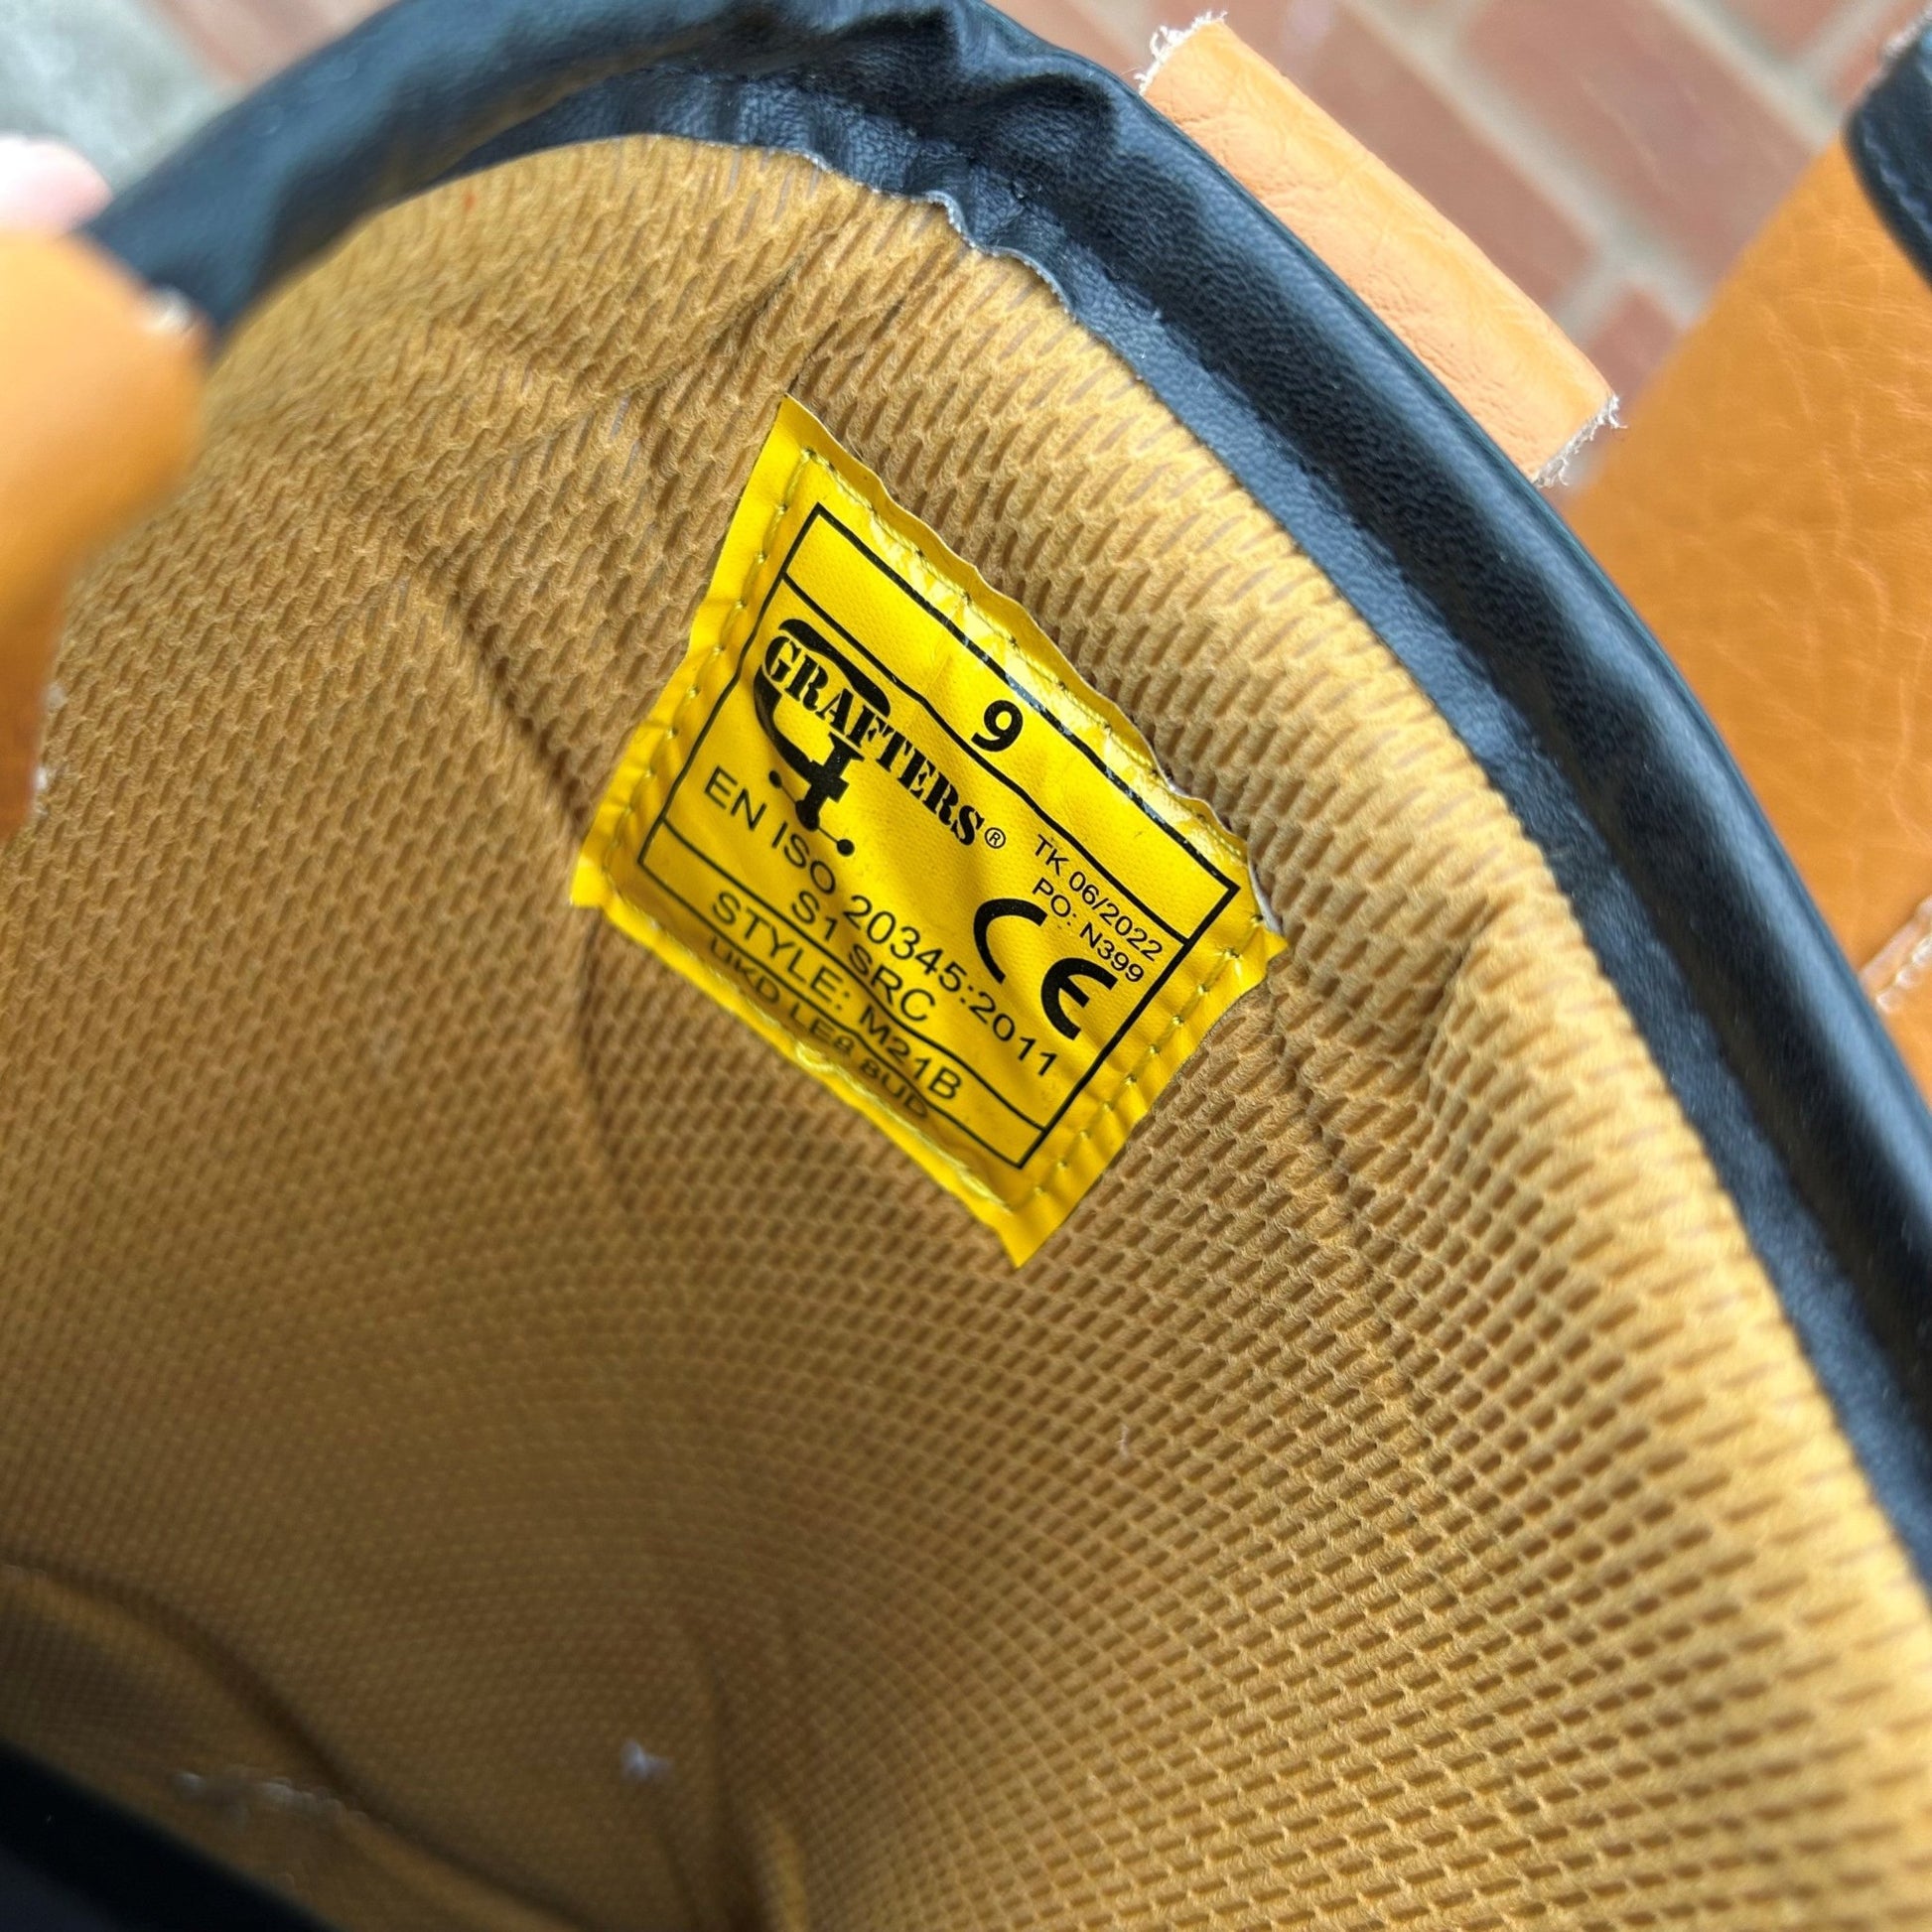 9
GRAFTERS®
TK 06/2022
PO: N399
CE
EN ISO 20345:2011
S1 SRC
STYLE: M21B
UKD LE8 8UD